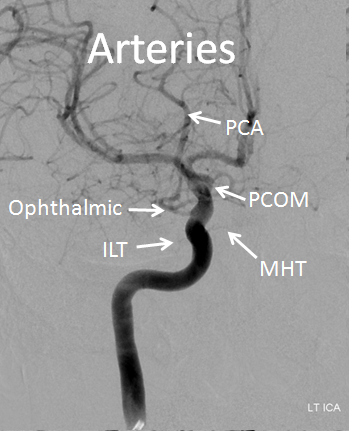 Arteries
PCA
PCOM
Ophthalmic
ILT
MHT
LT ICA